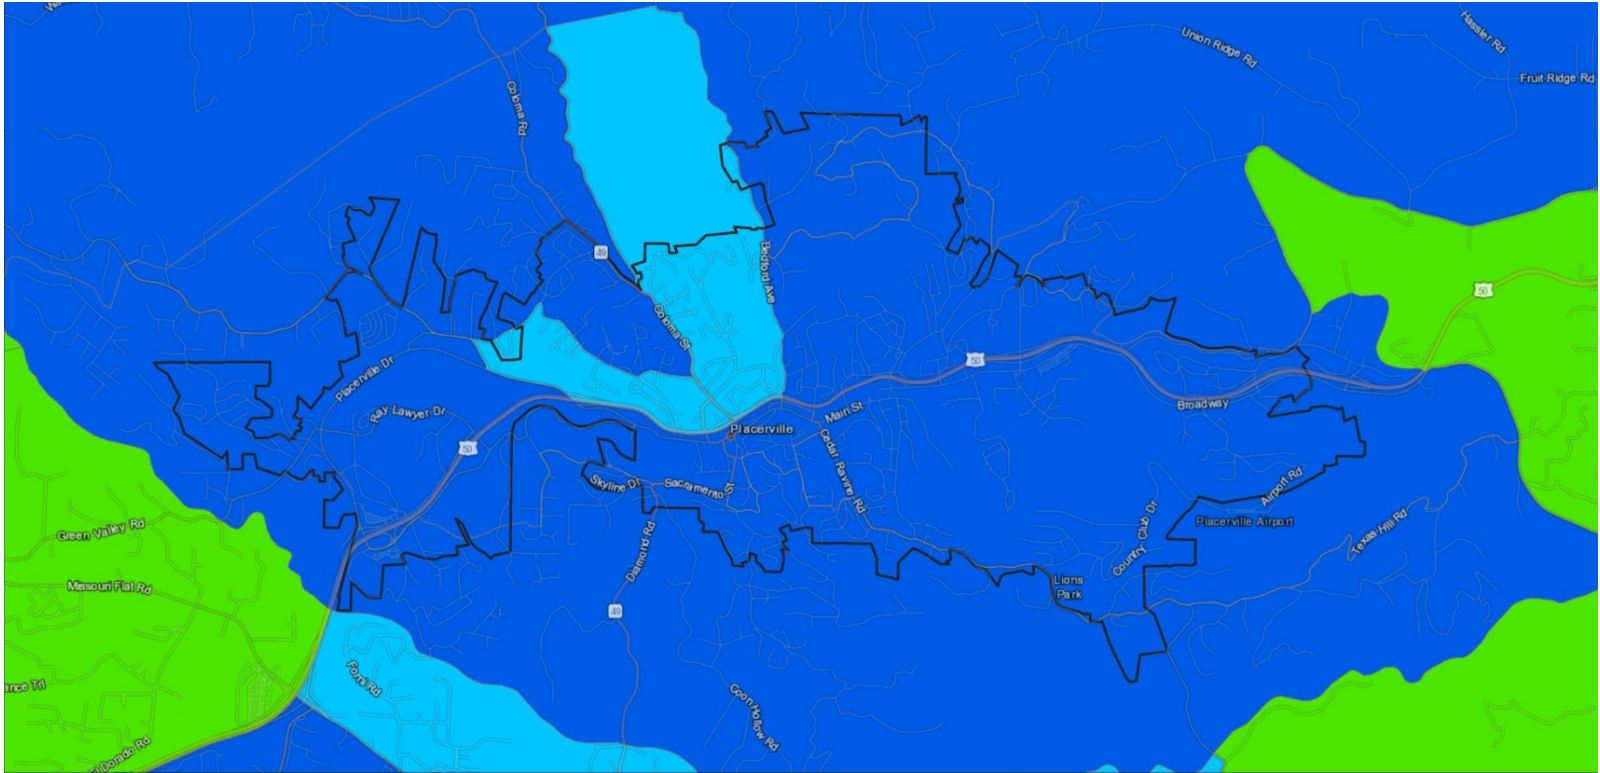 Union Ridge Rd
Hassler Rd
Fruit Ridge Rd
Coloma Rd
49
Bedford Ave
50
Coloma St
50
Placerville Dr
Ray Lawyer Dr
Broadway
Main St
Placerville
50
Cedar Ravine Rd
Skyline Dr
Sacramento St
Airport Rd
Placerville Airport
Country Club Dr
Texas Hill Rd
Green Valley Rd
Diamond Rd
Missouri Flat Rd
Lions
Park
49
Forni Rd
ance Trl
Coon Hollow Rd
El Dorado Rd